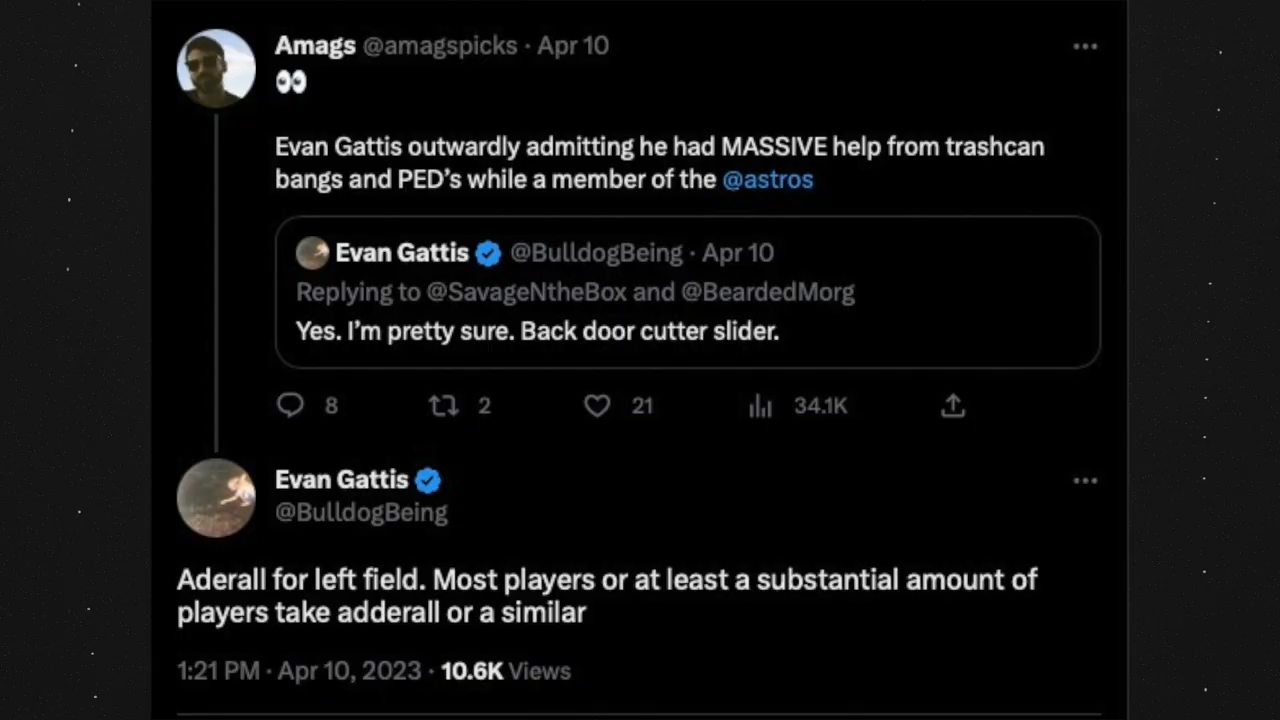 Amags @amagspicks · Apr 10
👀
Evan Gattis outwardly admitting he had MASSIVE help from trashcan
bangs and PED’s while a member of the @astros
Evan Gattis @BulldogBeing · Apr 10
Replying to @SavageNtheBox and @BeardedMorg
Yes. I’m pretty sure. Back door cutter slider.
8 2 21 34.1K
Evan Gattis
@BulldogBeing
Aderall for left field. Most players or at least a substantial amount of
players take adderall or a similar
1:21 PM · Apr 10, 2023 · 10.6K Views